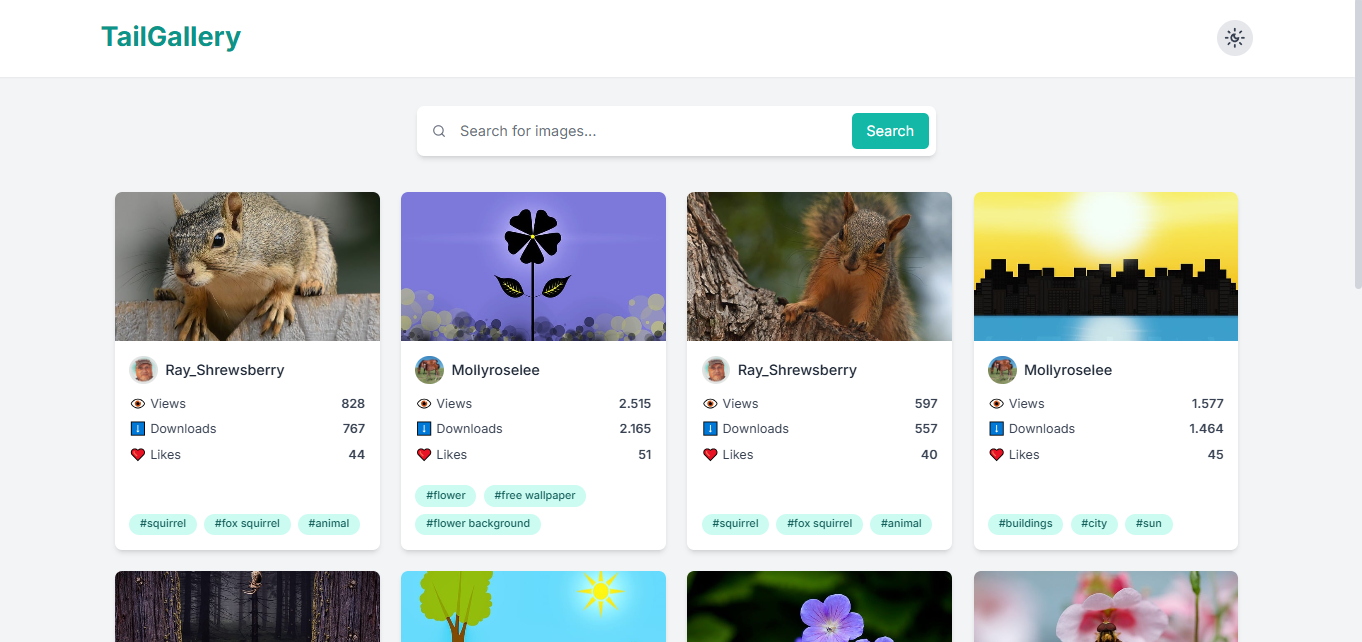 TailGallery
Search for images...
Search
Ray_Shrewsberry
Views 828
Downloads 767
Likes 44
#squirrel #fox squirrel #animal
Mollyroselee
Views 2.515
Downloads 2.165
Likes 51
#flower #free wallpaper
#flower background
Ray_Shrewsberry
Views 597
Downloads 557
Likes 40
#squirrel #fox squirrel #animal
Mollyroselee
Views 1.577
Downloads 1.464
Likes 45
#buildings #city #sun